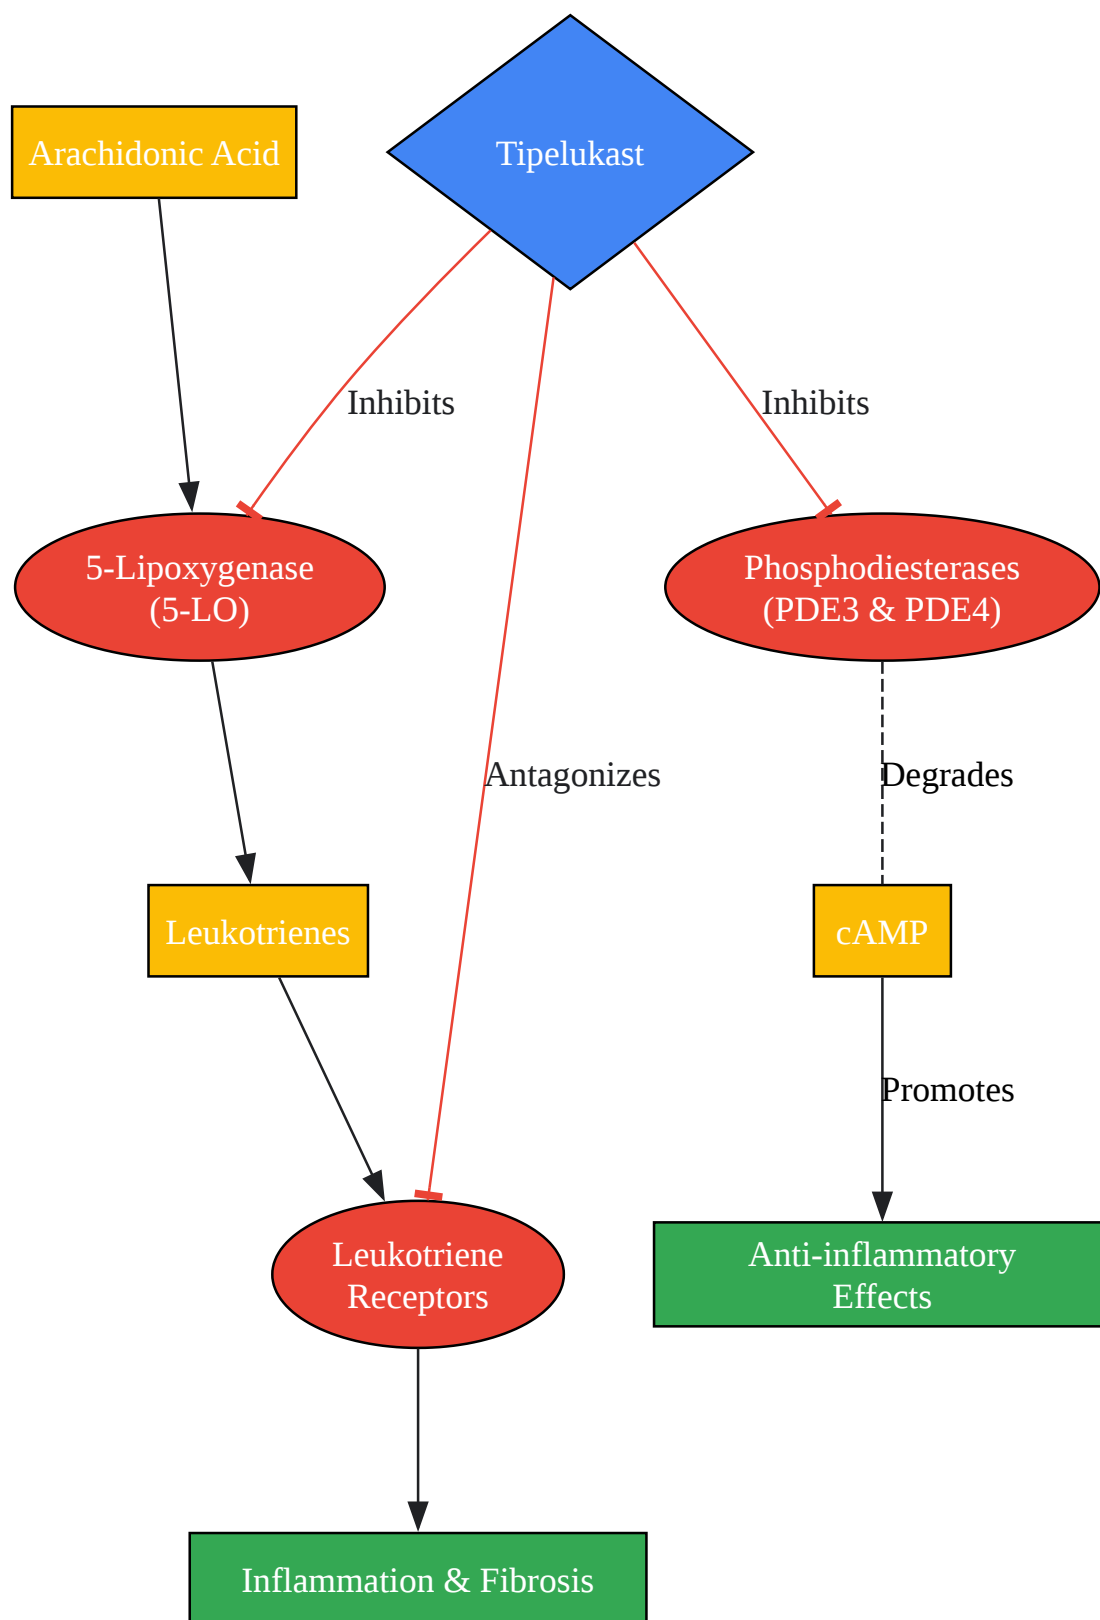 Arachidonic Acid
Tipelukast
Inhibits
Inhibits
5-Lipoxygenase
(5-LO)
Phosphodiesterases
(PDE3 & PDE4)
Antagonizes
Degrades
Leukotrienes
cAMP
Promotes
Leukotriene
Receptors
Anti-inflammatory
Effects
Inflammation & Fibrosis